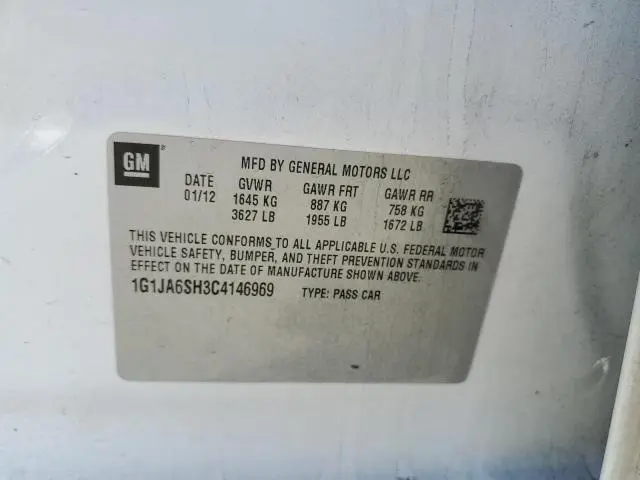 GM
MFD BY GENERAL MOTORS LLC
DATE GVWR GAWR FRT GAWR RR
01/12 1645 KG 887 KG 758 KG
3627 LB 1955 LB 1672 LB
THIS VEHICLE CONFORMS TO ALL APPLICABLE U.S. FEDERAL MOTOR
VEHICLE SAFETY, BUMPER, AND THEFT PREVENTION STANDARDS IN
EFFECT ON THE DATE OF MANUFACTURE SHOWN ABOVE.
1G1JA6SH3C4146969 TYPE: PASS CAR